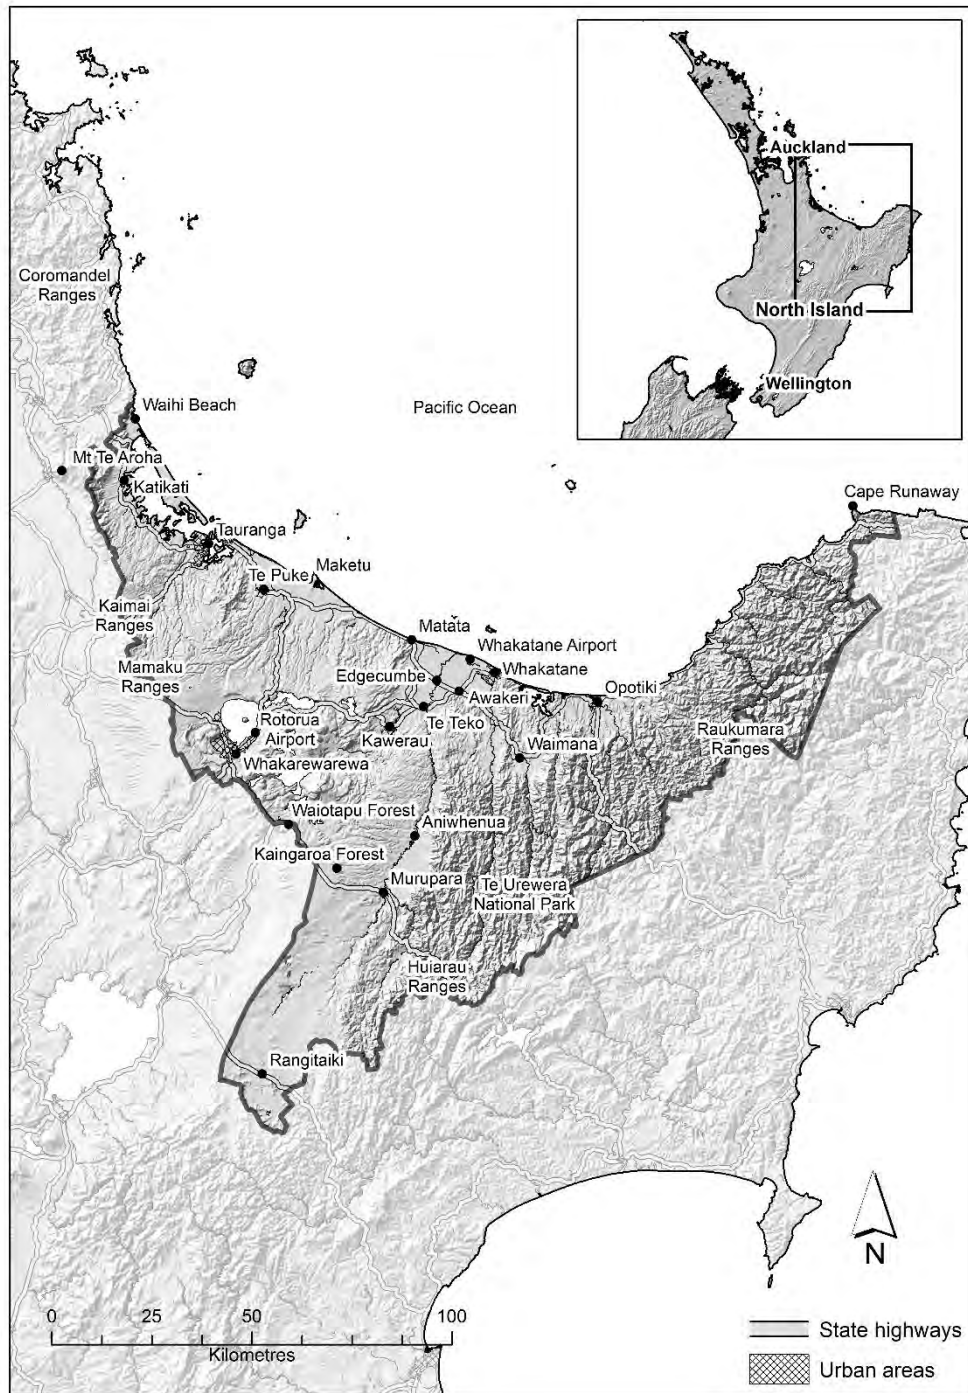 Auckland
North Island
Wellington
Coromandel
Ranges
Waihi Beach
Pacific Ocean
Mt Te Aroha
Katikati
Cape Runaway
Tauranga
Te Puke
Maketu
Kaimai
Ranges
Matata
Mamaku
Ranges
Whakatane Airport
Edgecumbe
Whakatane
Awakeri
Opotiki
Rotorua
Airport
Te Teko
Kawerau
Raukumara
Ranges
Whakarewarewa
Waimana
Waiotapu Forest
Aniwhenua
Kaingaroa Forest
Murupara
Te Urewera
National Park
Huiarau
Ranges
Rangitaiki
N
0 25 50 100
Kilometres
State highways
Urban areas